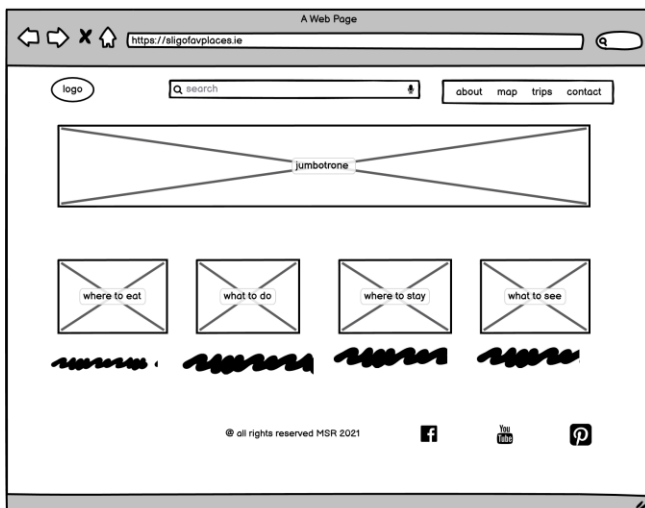 A Web Page
https://sligofavplaces.ie
logo
search
about map trips contact
jumbotrone
where to eat
what to do
where to stay
what to see
@ all rights reserved MSR 2021
You
Tube